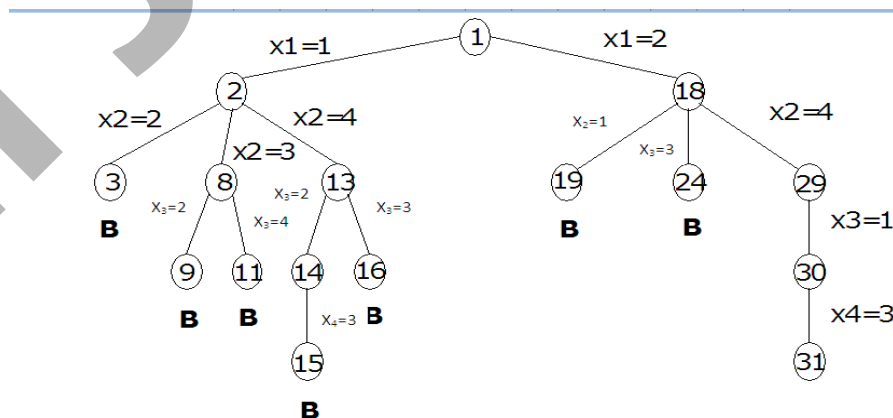 1
x1=1
x1=2
2
18
x2=2
x2=4
x2=3
X₂=1
X₃=3
x2=4
3
8
13
19
24
29
X₃=2
X₃=4
X₃=2
X₃=3
B
B
B
x3=1
9
11
14
16
30
B
B
X₄=3
B
x4=3
15
31
B